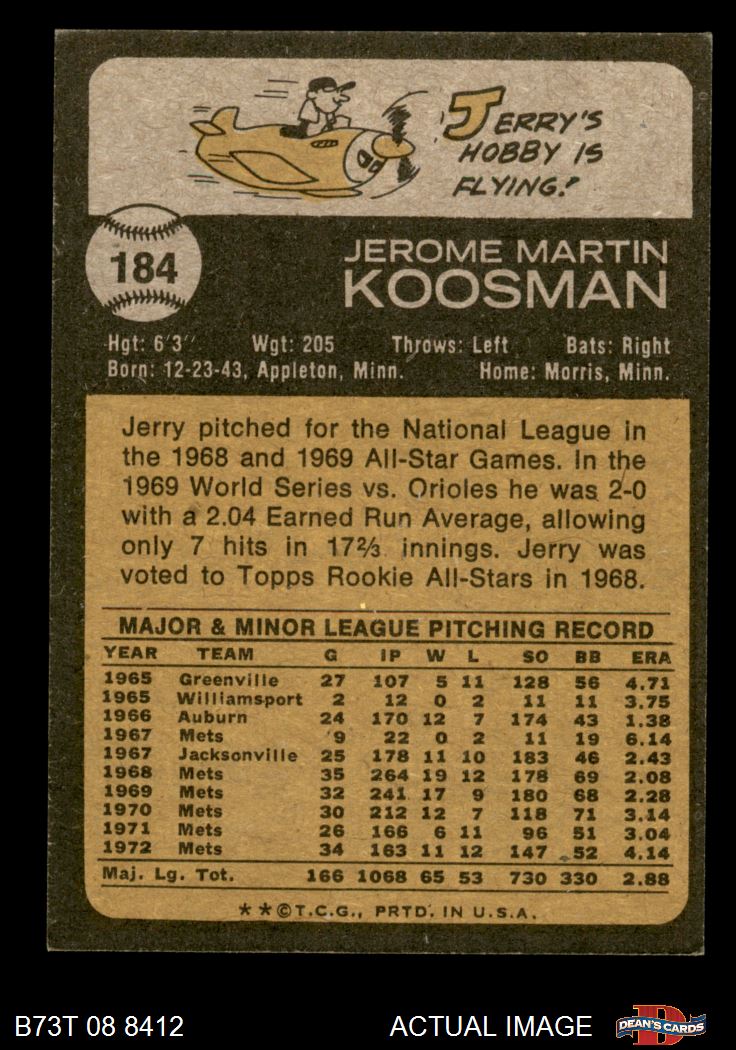 JERRY'S
HOBBY IS
FLYING!
184
JEROME MARTIN
KOOSMAN
Hgt: 6'3" Wgt: 205 Throws: Left Bats: Right
Born: 12-23-43, Appleton, Minn. Home: Morris, Minn.
Jerry pitched for the National League in
the 1968 and 1969 All-Star Games. In the
1969 World Series vs. Orioles he was 2-0
with a 2.04 Earned Run Average, allowing
only 7 hits in 17⅔ innings. Jerry was
voted to Topps Rookie All-Stars in 1968.
MAJOR & MINOR LEAGUE PITCHING RECORD
YEAR TEAM G IP W L SO BB ERA
1965 Greenville 27 107 5 11 128 56 4.71
1965 Williamsport 2 12 0 2 11 11 3.75
1966 Auburn 24 170 12 7 174 43 1.38
1967 Mets 9 22 0 2 11 19 6.14
1967 Jacksonville 25 178 11 10 183 46 2.43
1968 Mets 35 264 19 12 178 69 2.08
1969 Mets 32 241 17 9 180 68 2.28
1970 Mets 30 212 12 7 118 71 3.14
1971 Mets 26 166 6 11 96 51 3.04
1972 Mets 34 163 11 12 147 52 4.14
Maj. Lg. Tot. 166 1068 65 53 730 330 2.88
**©T.C.G., PRTD. IN U.S.A.
B73T 08 8412 ACTUAL IMAGE DEAN'S CARDS